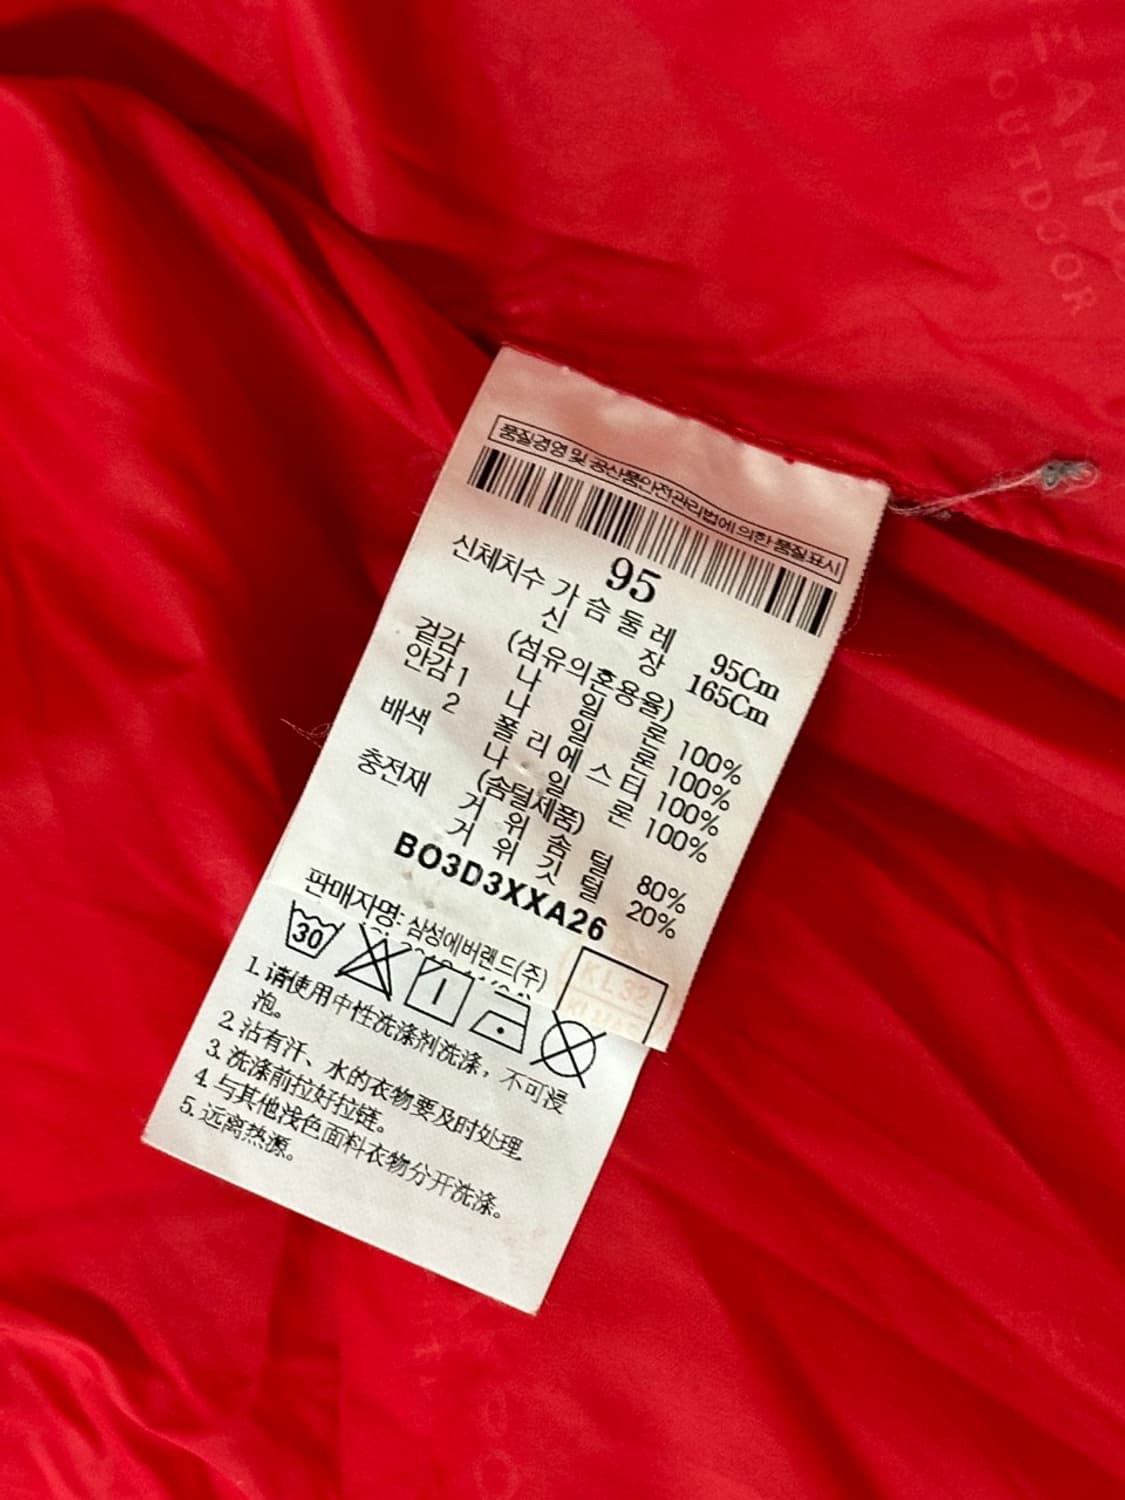 OUTDOOR
품질경영 및 공산품안전관리법에 의한 품질표시
95
신체치수 가슴둘레 95Cm
신장 165Cm
(섬유의혼용율)
겉감 나일론 100%
안감1 나일론 100%
2 폴리에스터 100%
배색 나일론 100%
충전재 (솜털제품)
거위솜털 80%
거위깃털 20%
BO3D3XXA26
판매자명: 삼성에버랜드(주)
KL32
30
1.请使用中性洗涤剂洗涤，不可浸
泡。
2.沾有汗、水的衣物要及时处理
3.洗涤前拉好拉链。
4.与其他浅色面料衣物分开洗涤。
5.远离热源。